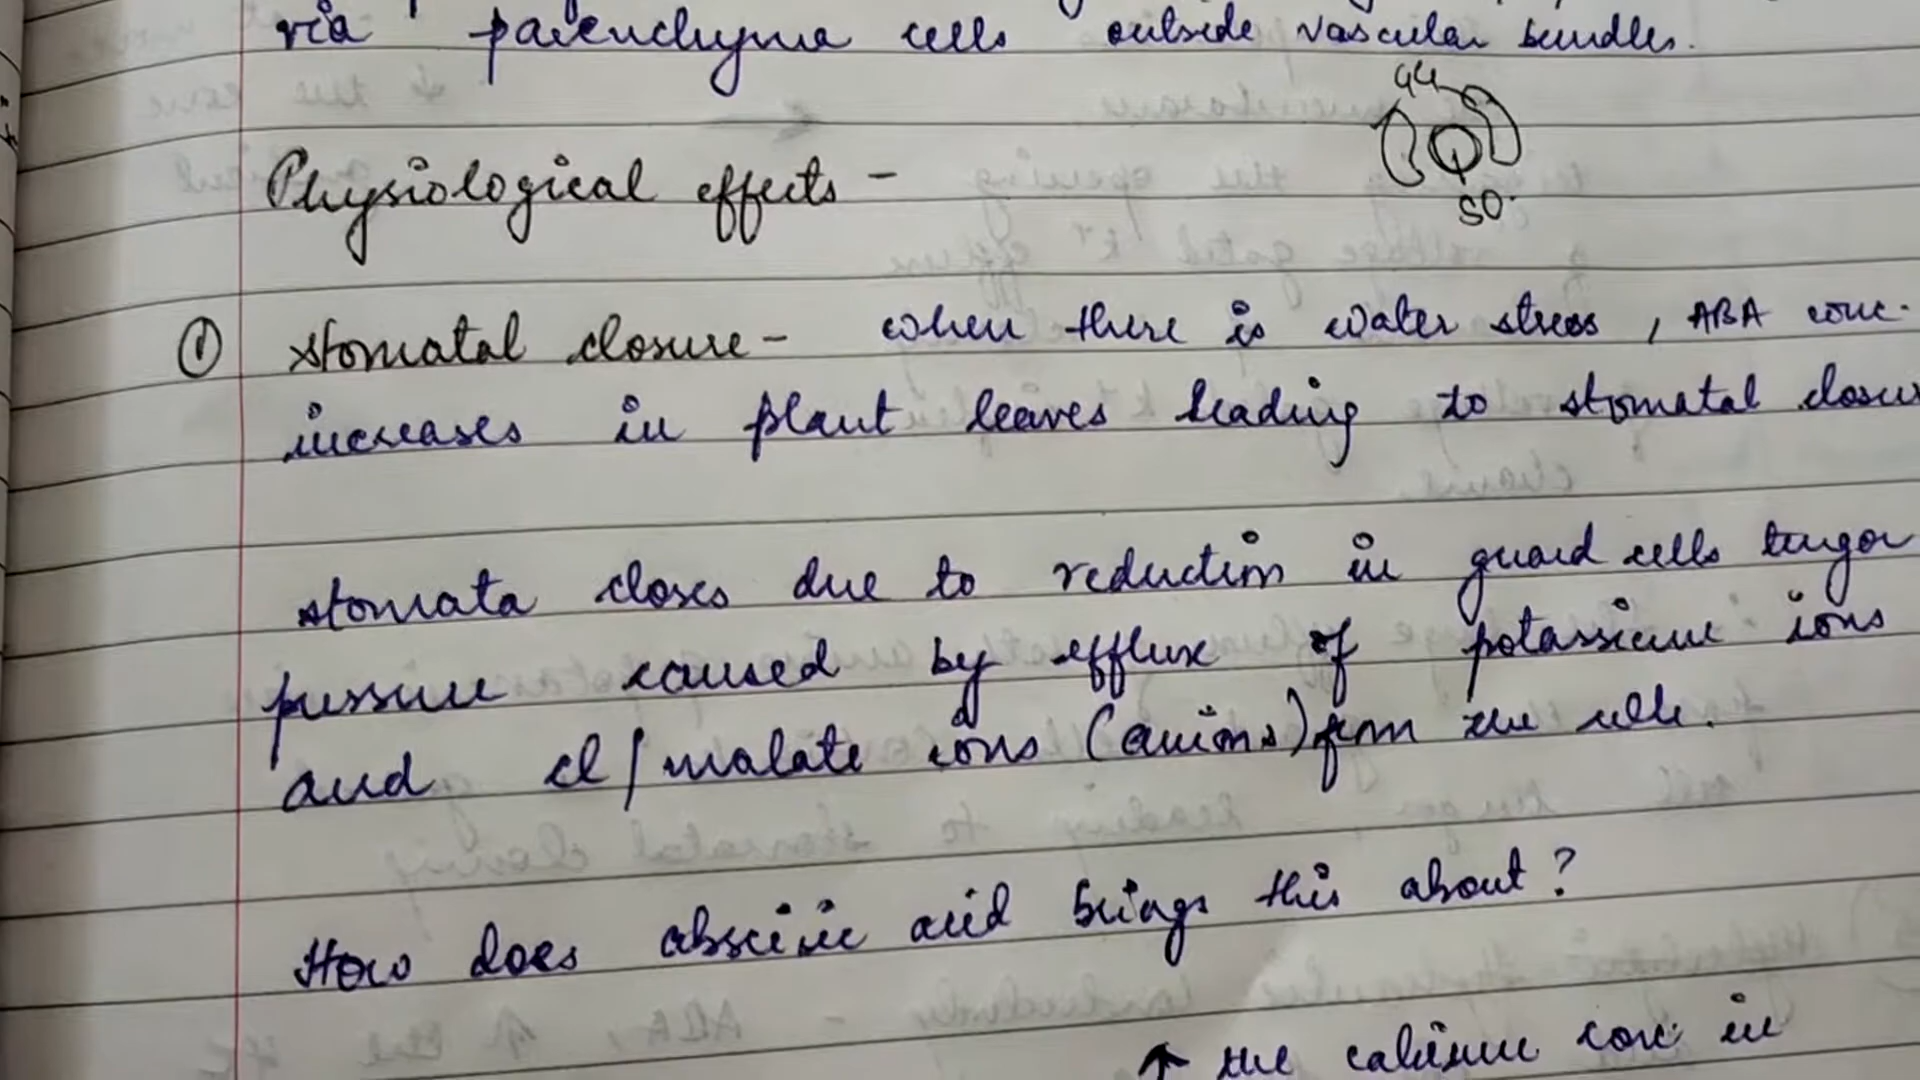 via parenchyma cells outside vascular bundles.
Physiological effects -
① stomatal closure - when there is water stress, ABA conc.
increases in plant leaves leading to stomatal closure
stomata closes due to reduction in guard cells turgor
pressure caused by efflux of potassium ions
and cl/malate ions (anions) from the cell.
How does abscisic acid brings this about?
↑ the calcium conc in